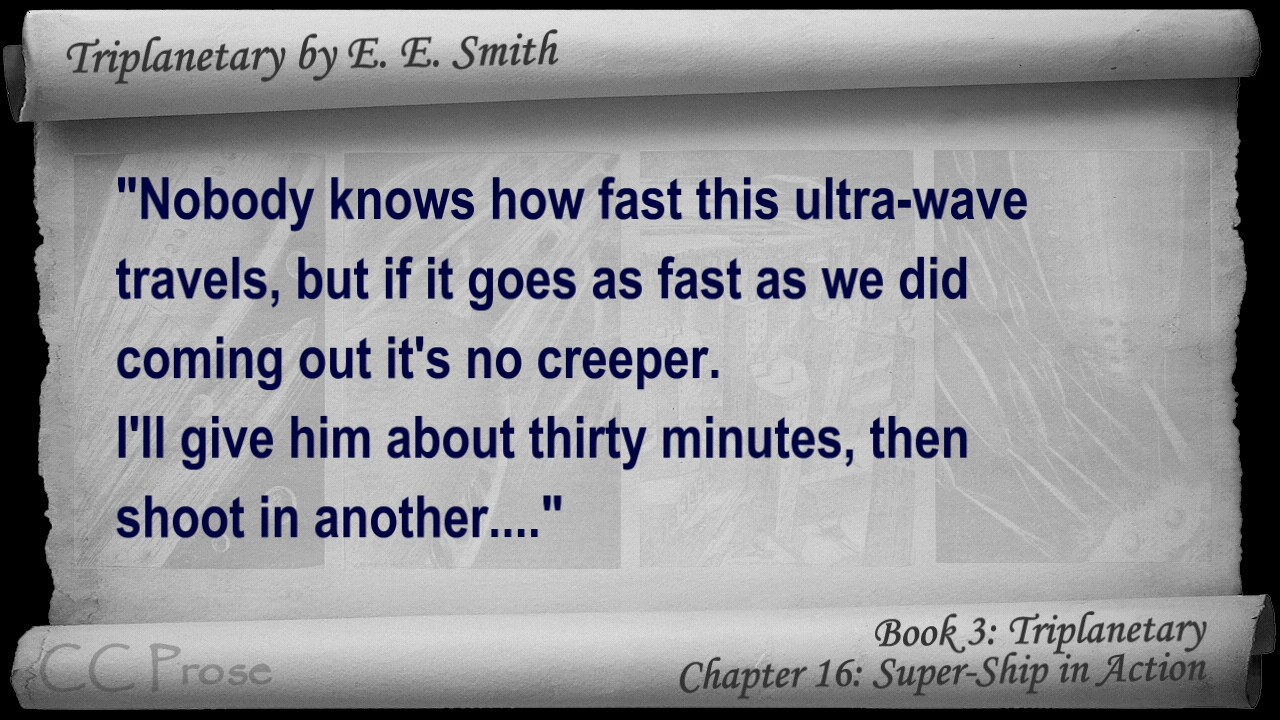 Triplanetary by E. E. Smith
"Nobody knows how fast this ultra-wave
travels, but if it goes as fast as we did
coming out it's no creeper.
I'll give him about thirty minutes, then
shoot in another...."
Book 3: Triplanetary
Chapter 16: Super-Ship in Action
CC Prose